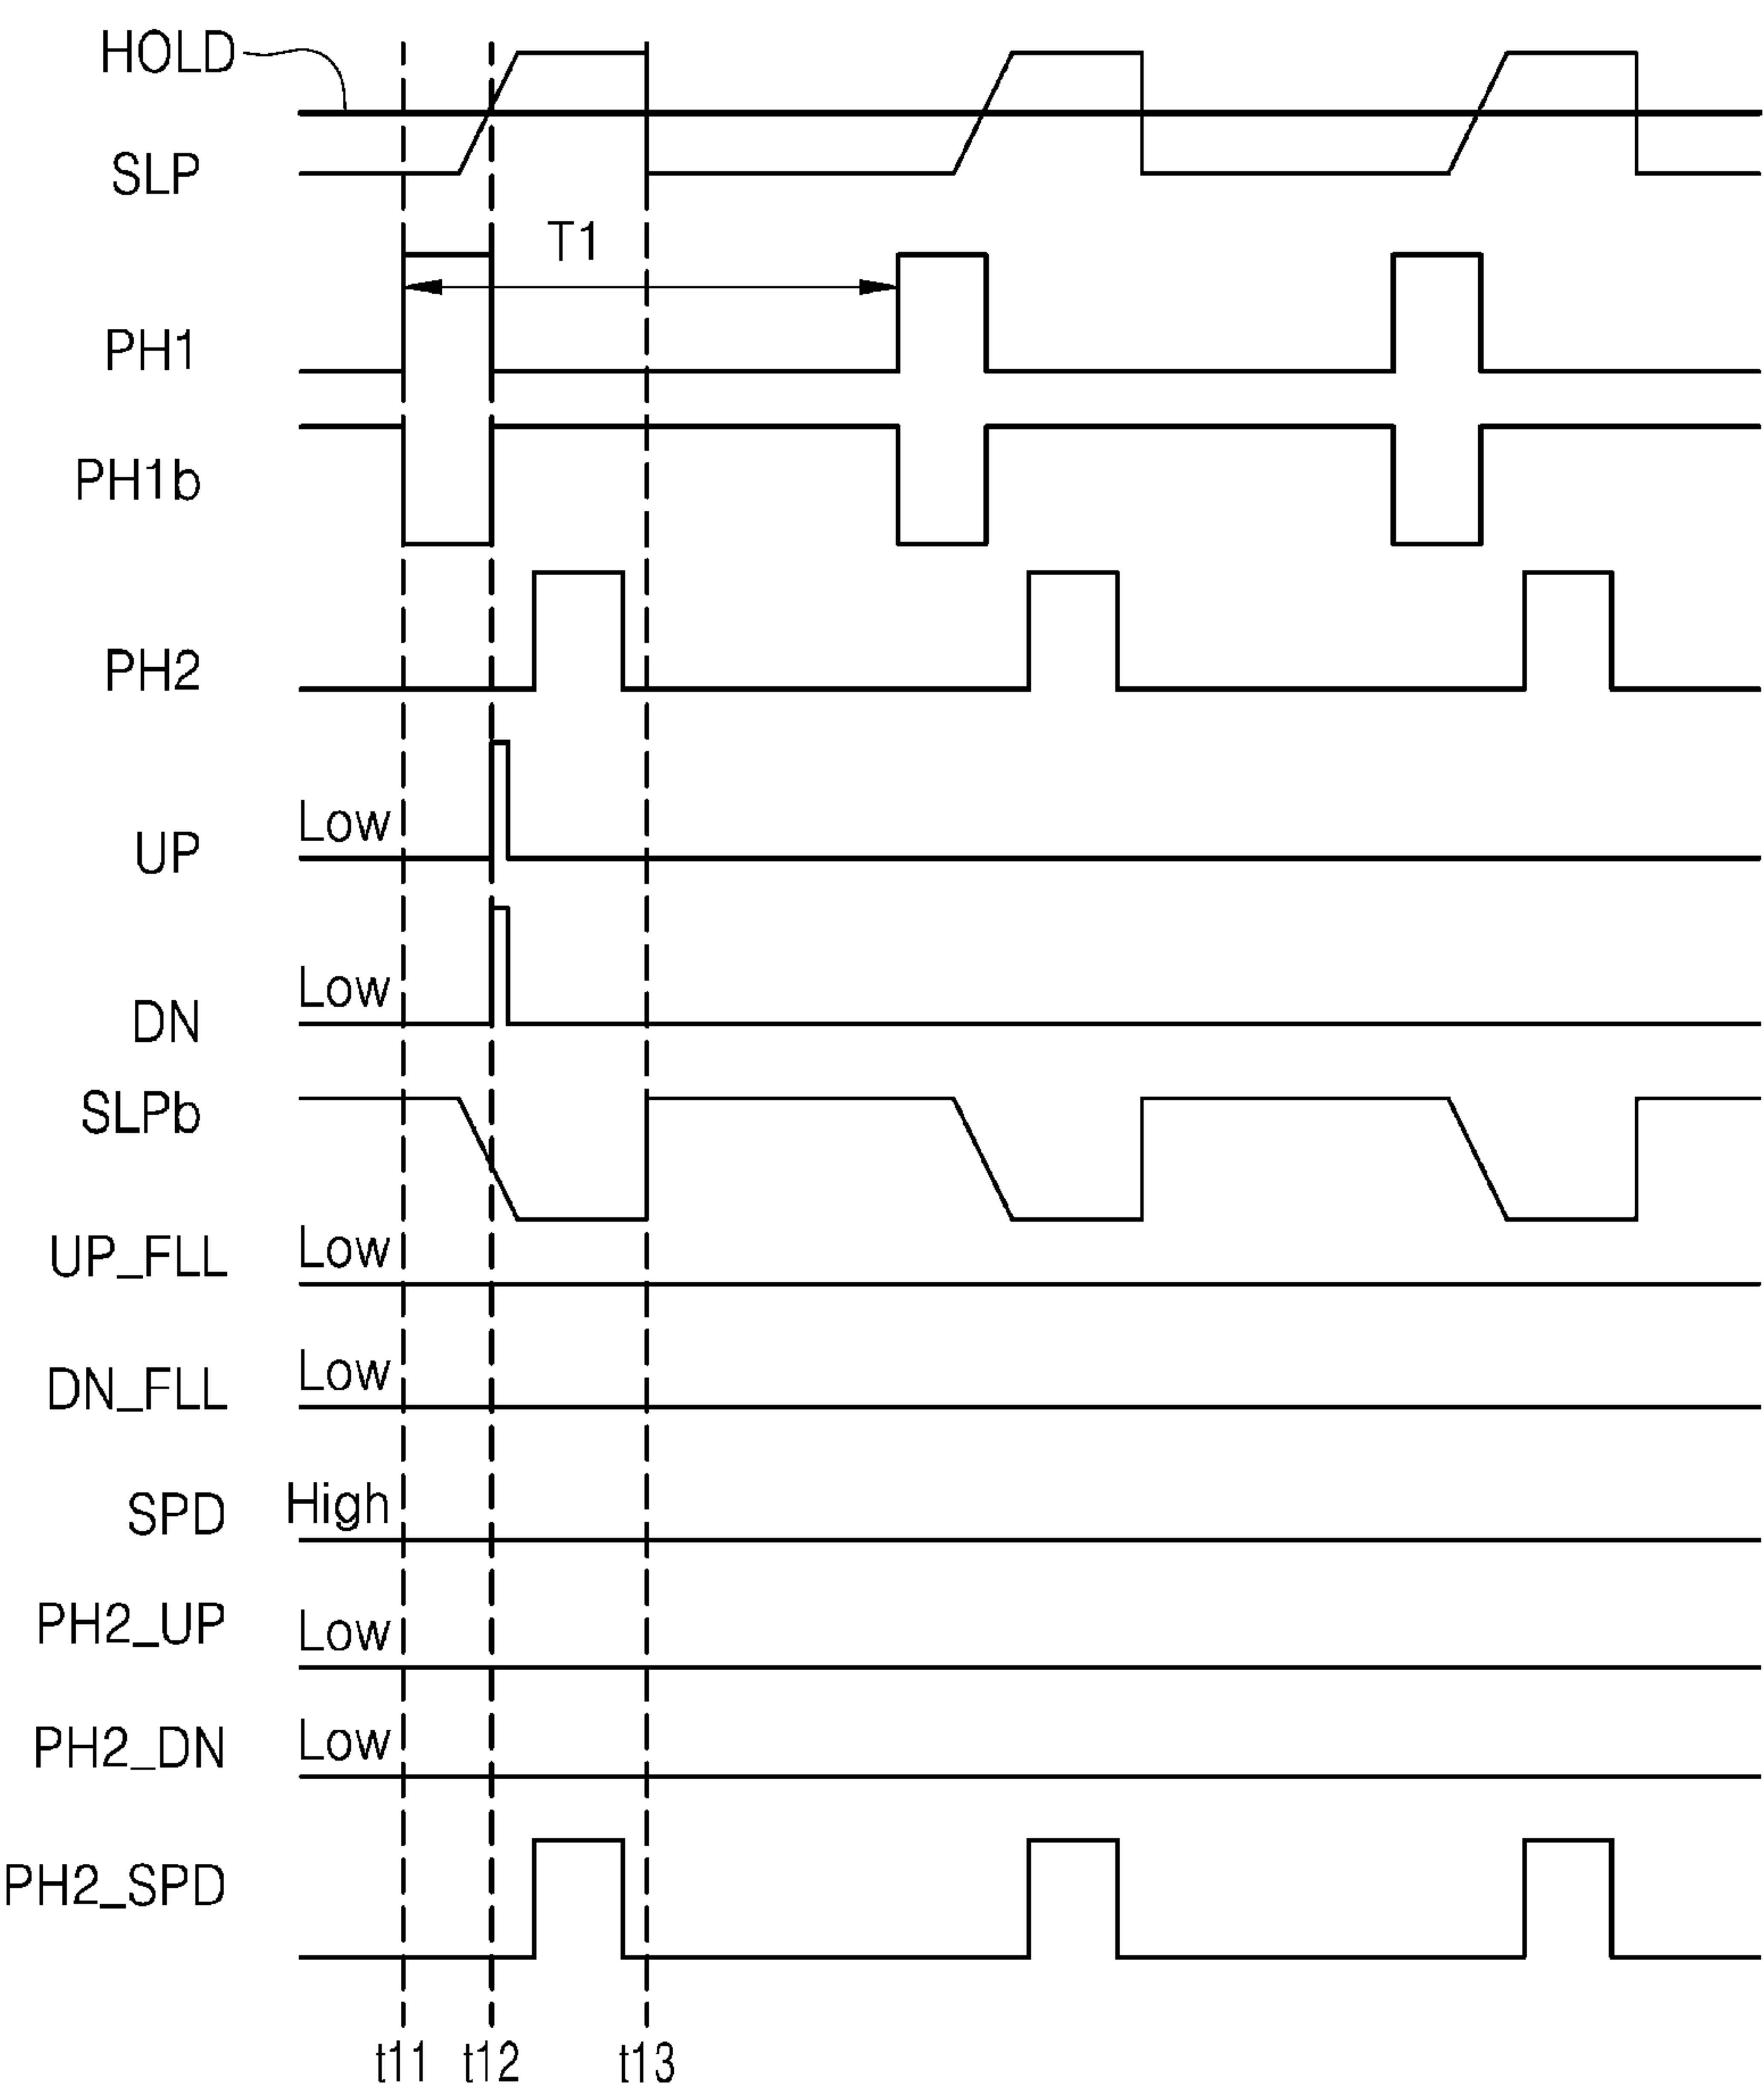 HOLD
SLP
T1
PH1
PH1b
PH2
Low
UP
Low
DN
SLPb
UP_FLL Low
DN_FLL Low
SPD High
PH2_UP Low
PH2_DN Low
PH2_SPD
t11 t12 t13